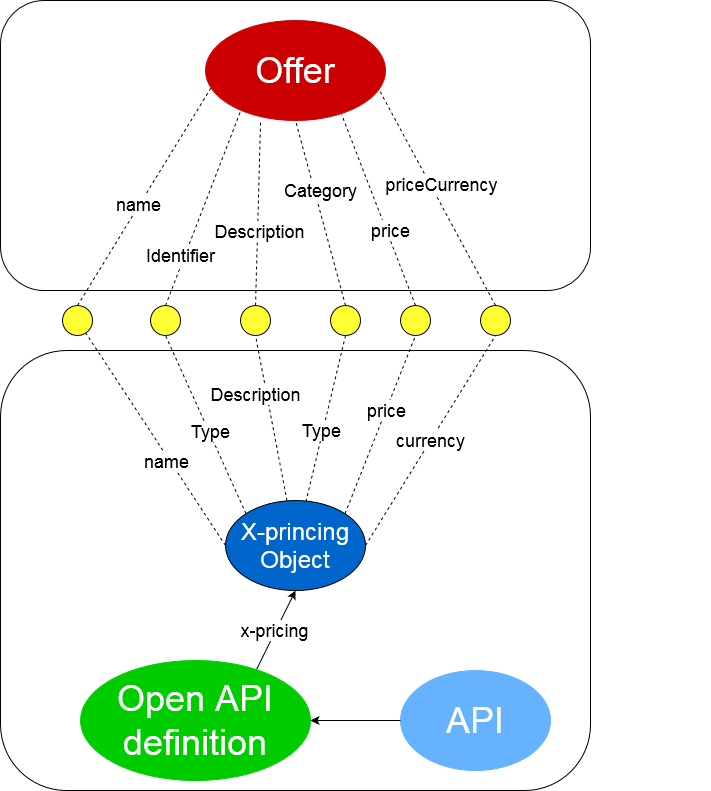 Offer
priceCurrency
Category
name
price
Description
Identifier
Description
price
Type
Type
currency
name
X-princing
Object
x-pricing
Open API
definition
API